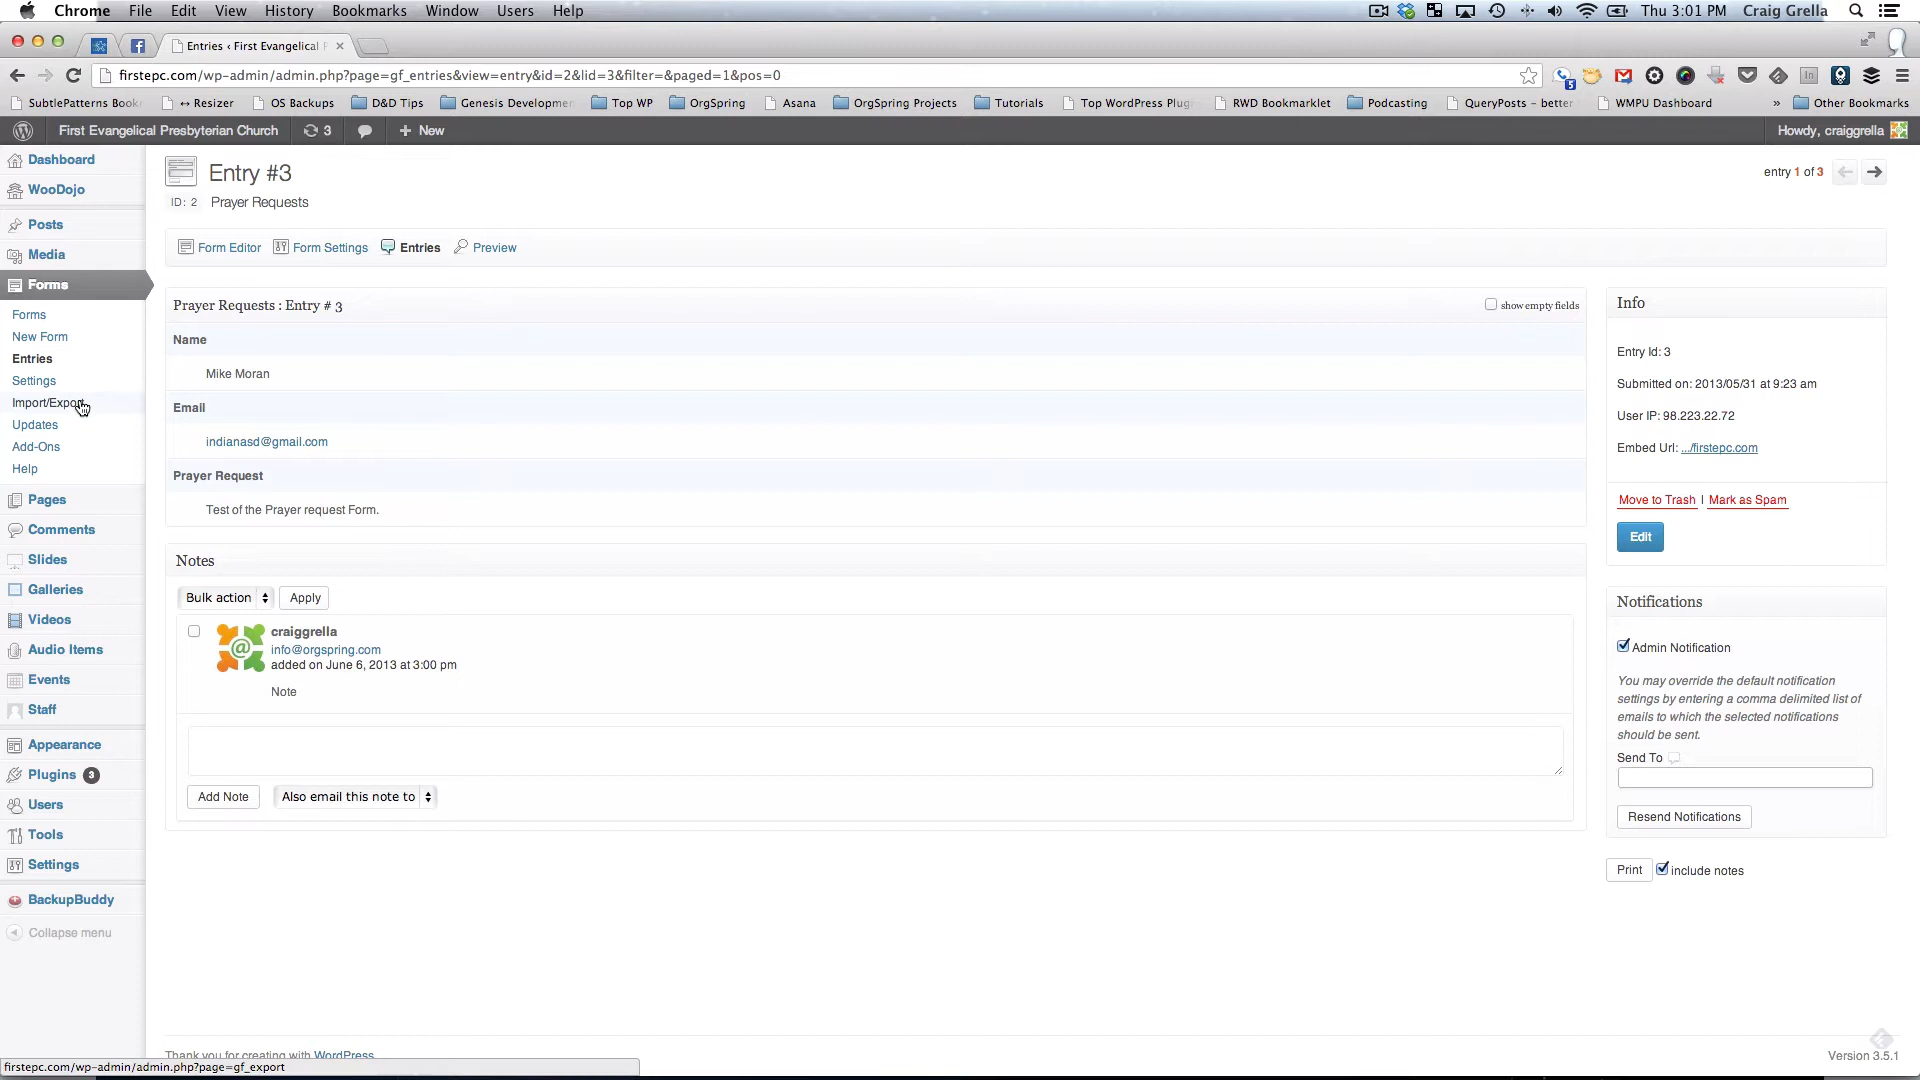 Chrome File Edit View History Bookmarks Window Users Help Thu 3:01 PM Craig Grella
Entries ‹ First Evangelical P
firstepc.com/wp-admin/admin.php?page=gf_entries&view=entry&id=2&lid=3&filter=&paged=1&pos=0
SubtlePatterns Book ↔ Resizer OS Backups D&D Tips Genesis Developme Top WP OrgSpring Asana OrgSpring Projects Tutorials Top WordPress Plug RWD Bookmarklet Podcasting QueryPosts – better WMPU Dashboard » Other Bookmarks
First Evangelical Presbyterian Church 3 + New Howdy, craiggrella
Dashboard
WooDojo
Posts
Media
Forms
Forms
New Form
Entries
Settings
Import/Export
Updates
Add-Ons
Help
Pages
Comments
Slides
Galleries
Videos
Audio Items
Events
Staff
Appearance
Plugins 3
Users
Tools
Settings
BackupBuddy
Collapse menu
Entry #3
entry 1 of 3
ID: 2 Prayer Requests
Form Editor Form Settings Entries Preview
Prayer Requests : Entry # 3 show empty fields
Name
Mike Moran
Email
indianasd@gmail.com
Prayer Request
Test of the Prayer request Form.
Notes
Bulk action Apply
craiggrella
info@orgspring.com
added on June 6, 2013 at 3:00 pm
Note
Add Note Also email this note to
Info
Entry Id: 3
Submitted on: 2013/05/31 at 9:23 am
User IP: 98.223.22.72
Embed Url: .../firstepc.com
Move to Trash | Mark as Spam
Edit
Notifications
Admin Notification
You may override the default notification
settings by entering a comma delimited list of
emails to which the selected notifications
should be sent.
Send To
Resend Notifications
Print include notes
Thank you for creating with WordPress
Version 3.5.1
firstepc.com/wp-admin/admin.php?page=gf_export